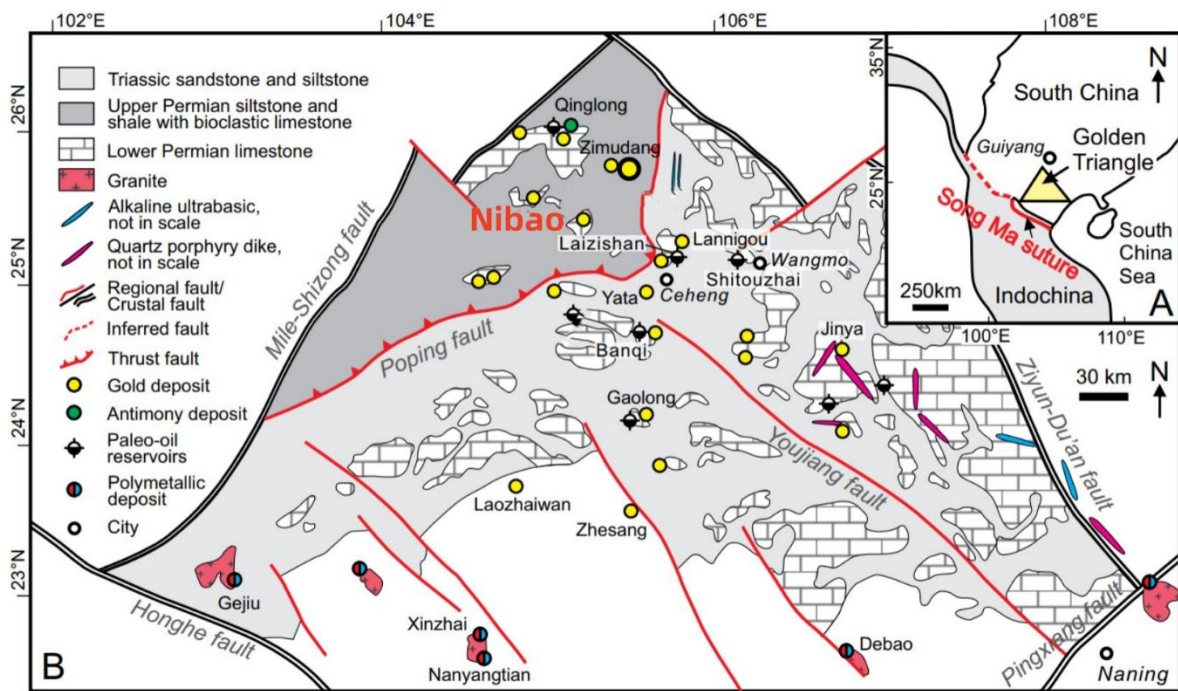 102°E
104°E
106°E
108°E
26°N
25°N
24°N
23°N
Triassic sandstone and siltstone
Upper Permian siltstone and
shale with bioclastic limestone
Lower Permian limestone
Granite
Alkaline ultrabasic,
not in scale
Quartz porphyry dike,
not in scale
Regional fault/
Crustal fault
Inferred fault
Thrust fault
Gold deposit
Antimony deposit
Paleo-oil
reservoirs
Polymetallic
deposit
City
Qinglong
Zimudang
Nibao
Laizishan
Lannigou
Wangmo
Shitouzhai
Ceheng
Yata
Banqi
Jinya
Gaolong
Laozhaiwan
Zhesang
Gejiu
Xinzhai
Nanyangtian
Debao
Naning
Mile-Shizong fault
Poping fault
Youjiang fault
Ziyun-Du'an fault
Honghe fault
Pingxiang fault
30 km
N
B
35°N
25°N
South China
N
Guiyang
Golden
Triangle
Song Ma suture
South
China
Sea
Indochina
250km
A
100°E
110°E